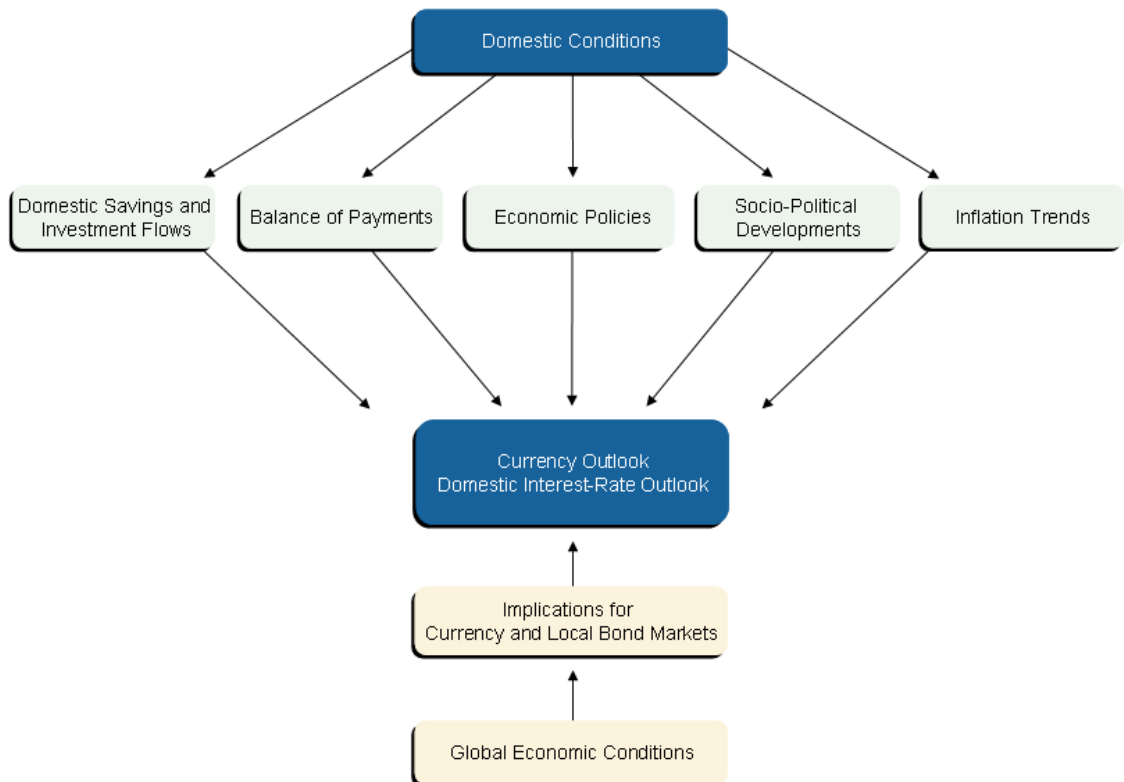 Domestic Conditions
Domestic Savings and
Investment Flows
Balance of Payments
Economic Policies
Socio-Political
Developments
Inflation Trends
Currency Outlook
Domestic Interest-Rate Outlook
Implications for
Currency and Local Bond Markets
Global Economic Conditions